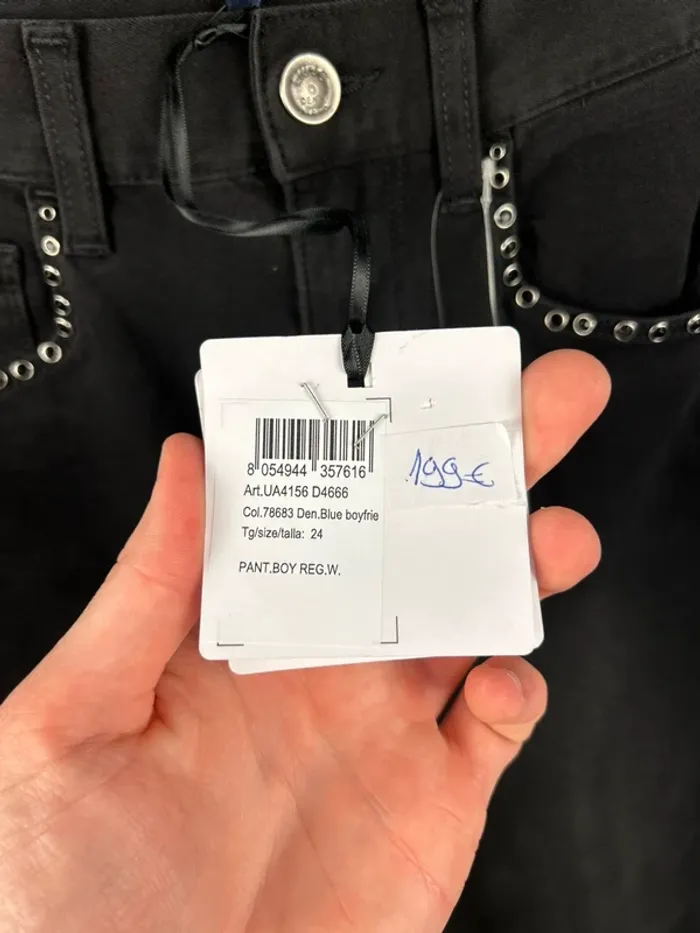 8 054944 357616
Art.UA4156 D4666
Col.78683 Den.Blue boyfrie
Tg/size/talla: 24
PANT.BOY REG.W.
199€